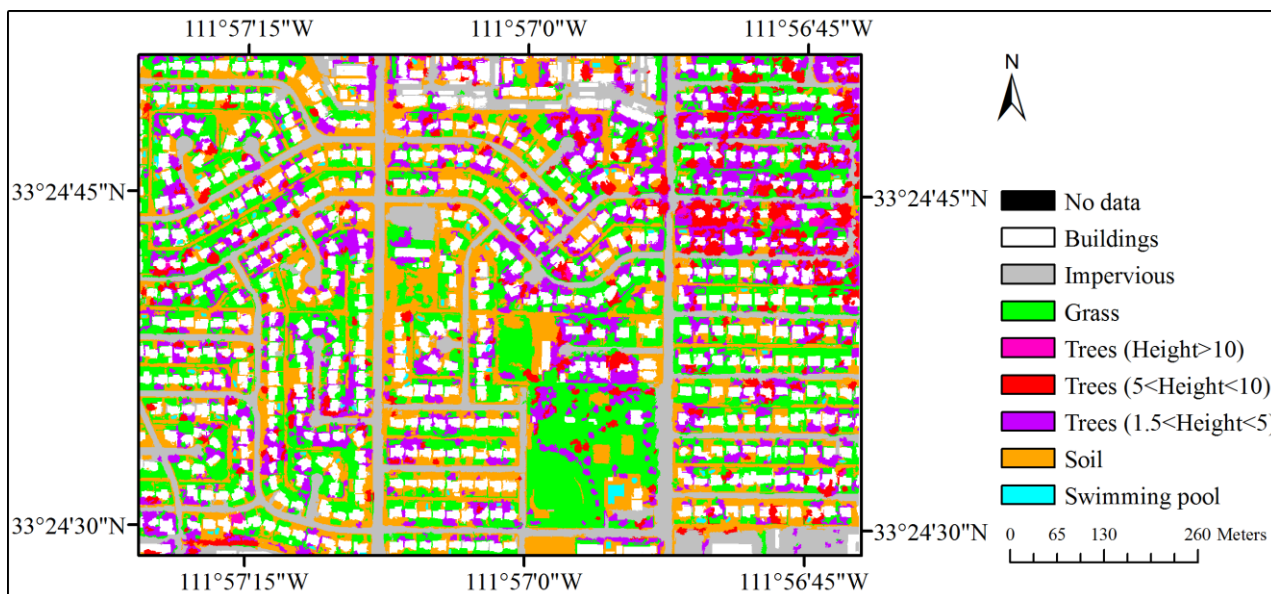 111°57'15"W 111°57'0"W 111°56'45"W
N
33°24'45"N
33°24'45"N
33°24'30"N
33°24'30"N
111°57'15"W 111°57'0"W 111°56'45"W
No data
Buildings
Impervious
Grass
Trees (Height>10)
Trees (5<Height<10)
Trees (1.5<Height<5)
Soil
Swimming pool
0 65 130 260 Meters